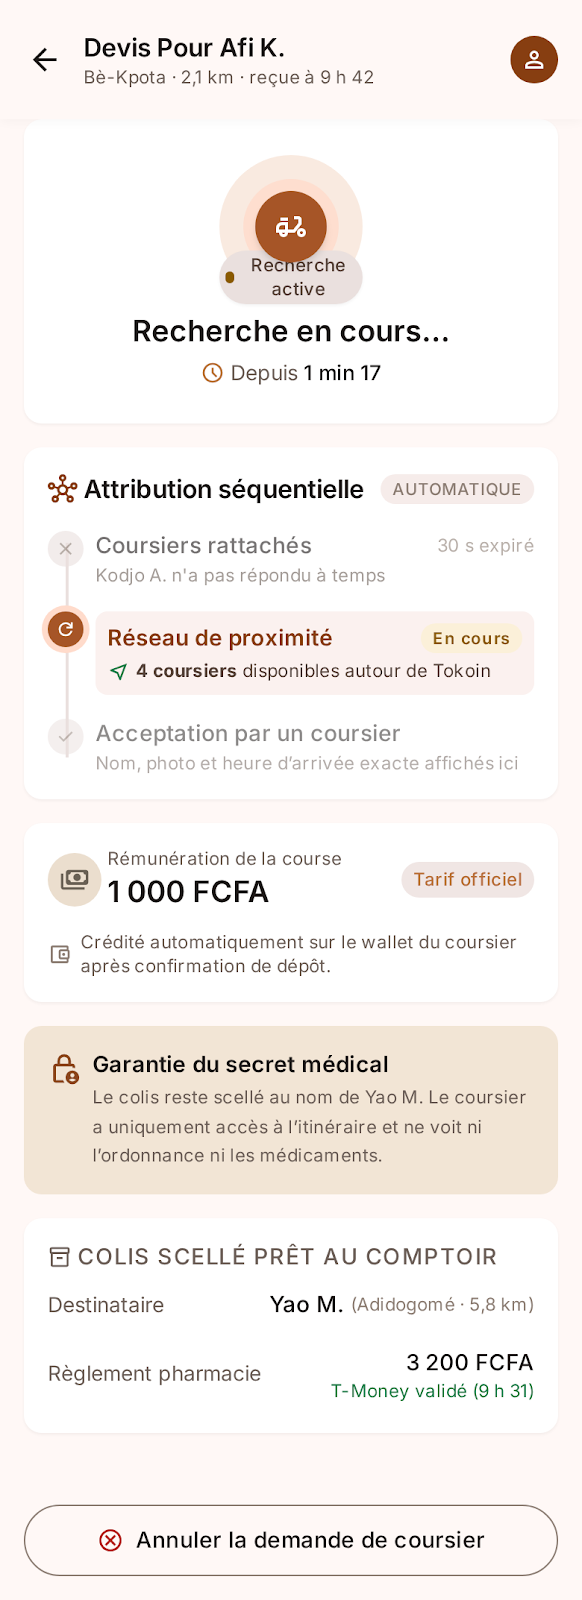 Devis Pour Afi K.
Bè-Kpota · 2,1 km · reçue à 9 h 42
Recherche
active
Recherche en cours...
Depuis 1 min 17
Attribution séquentielle
AUTOMATIQUE
Coursiers rattachés
30 s expiré
Kodjo A. n'a pas répondu à temps
Réseau de proximité
En cours
4 coursiers disponibles autour de Tokoin
Acceptation par un coursier
Nom, photo et heure d’arrivée exacte affichés ici
Rémunération de la course
1 000 FCFA
Tarif officiel
Crédité automatiquement sur le wallet du coursier
après confirmation de dépôt.
Garantie du secret médical
Le colis reste scellé au nom de Yao M. Le coursier
a uniquement accès à l’itinéraire et ne voit ni
l’ordonnance ni les médicaments.
COLIS SCELLÉ PRÊT AU COMPTOIR
Destinataire
Yao M. (Adidogomé · 5,8 km)
Règlement pharmacie
3 200 FCFA
T-Money validé (9 h 31)
Annuler la demande de coursier